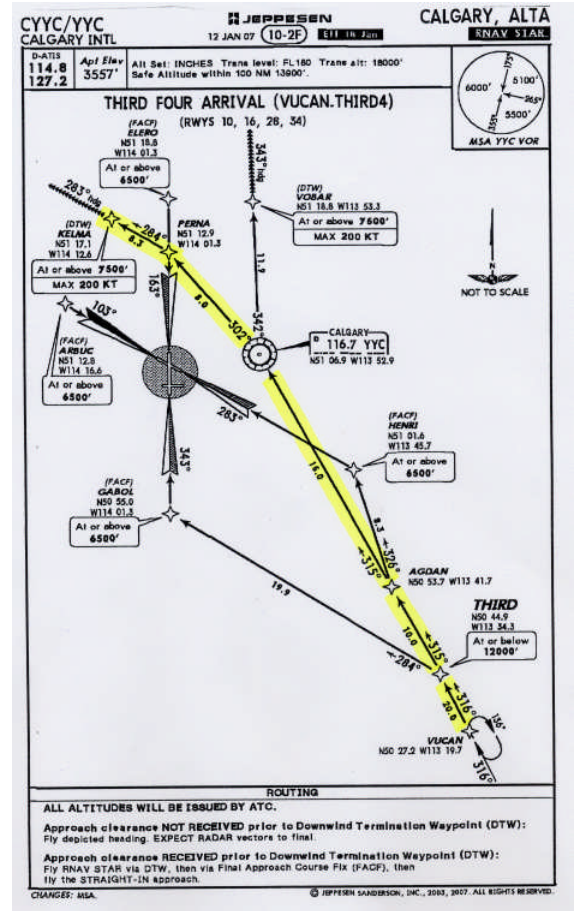 CYYC/YYC
CALGARY INTL
JEPPESEN
12 JAN 07
10-2F
Eff 18 Jan
CALGARY, ALTA
RNAV STAR
D-ATIS
114.8
127.2
Apt Elev
3557'
Alt Set: INCHES Trans level: FL180 Trans alt: 18000'
Safe Altitude within 100 NM 13900'.
THIRD FOUR ARRIVAL (VUCAN.THIRD4)
(RWYS 10, 16, 28, 34)
175°
6000'
5100'
265°
5500'
355°
MSA YYC VOR
(FACF)
ELERO
N51 18.8
W114 01.3
At or above
6500'
343° hdg
(DTW)
VOBAR
N51 18.8 W113 53.3
At or above 7500'
MAX 200 KT
283° hdg
(DTW)
KELMA
N51 17.1
W114 12.6
At or above 7500'
MAX 200 KT
284°
8.3
PERNA
N51 12.9
W114 01.3
11.9
N
NOT TO SCALE
163°
8.0
302°
342°
103°
(FACF)
ARBUC
N51 12.8
W114 16.6
At or above
6500'
CALGARY
D 116.7 YYC
N51 06.9 W113 52.9
283°
(FACF)
HENRI
N51 01.6
W113 45.7
At or above
6500'
343°
(FACF)
GABOL
N50 55.0
W114 01.3
At or above
6500'
16.0
8.3
326°
315°
AGDAN
N50 53.7 W113 41.7
19.9
THIRD
N50 44.9
W113 34.3
At or below
12000'
10.0
315°
284°
316°
20.0
136°
VUCAN
N50 27.2 W113 19.7
316°
ROUTING
ALL ALTITUDES WILL BE ISSUED BY ATC.
Approach clearance NOT RECEIVED prior to Downwind Termination Waypoint (DTW):
Fly depicted heading. EXPECT RADAR vectors to final.
Approach clearance RECEIVED prior to Downwind Termination Waypoint (DTW):
Fly RNAV STAR via DTW, then via Final Approach Course Fix (FACF), then
fly the STRAIGHT-IN approach.
CHANGES: MSA.
© JEPPESEN SANDERSON, INC., 2003, 2007. ALL RIGHTS RESERVED.